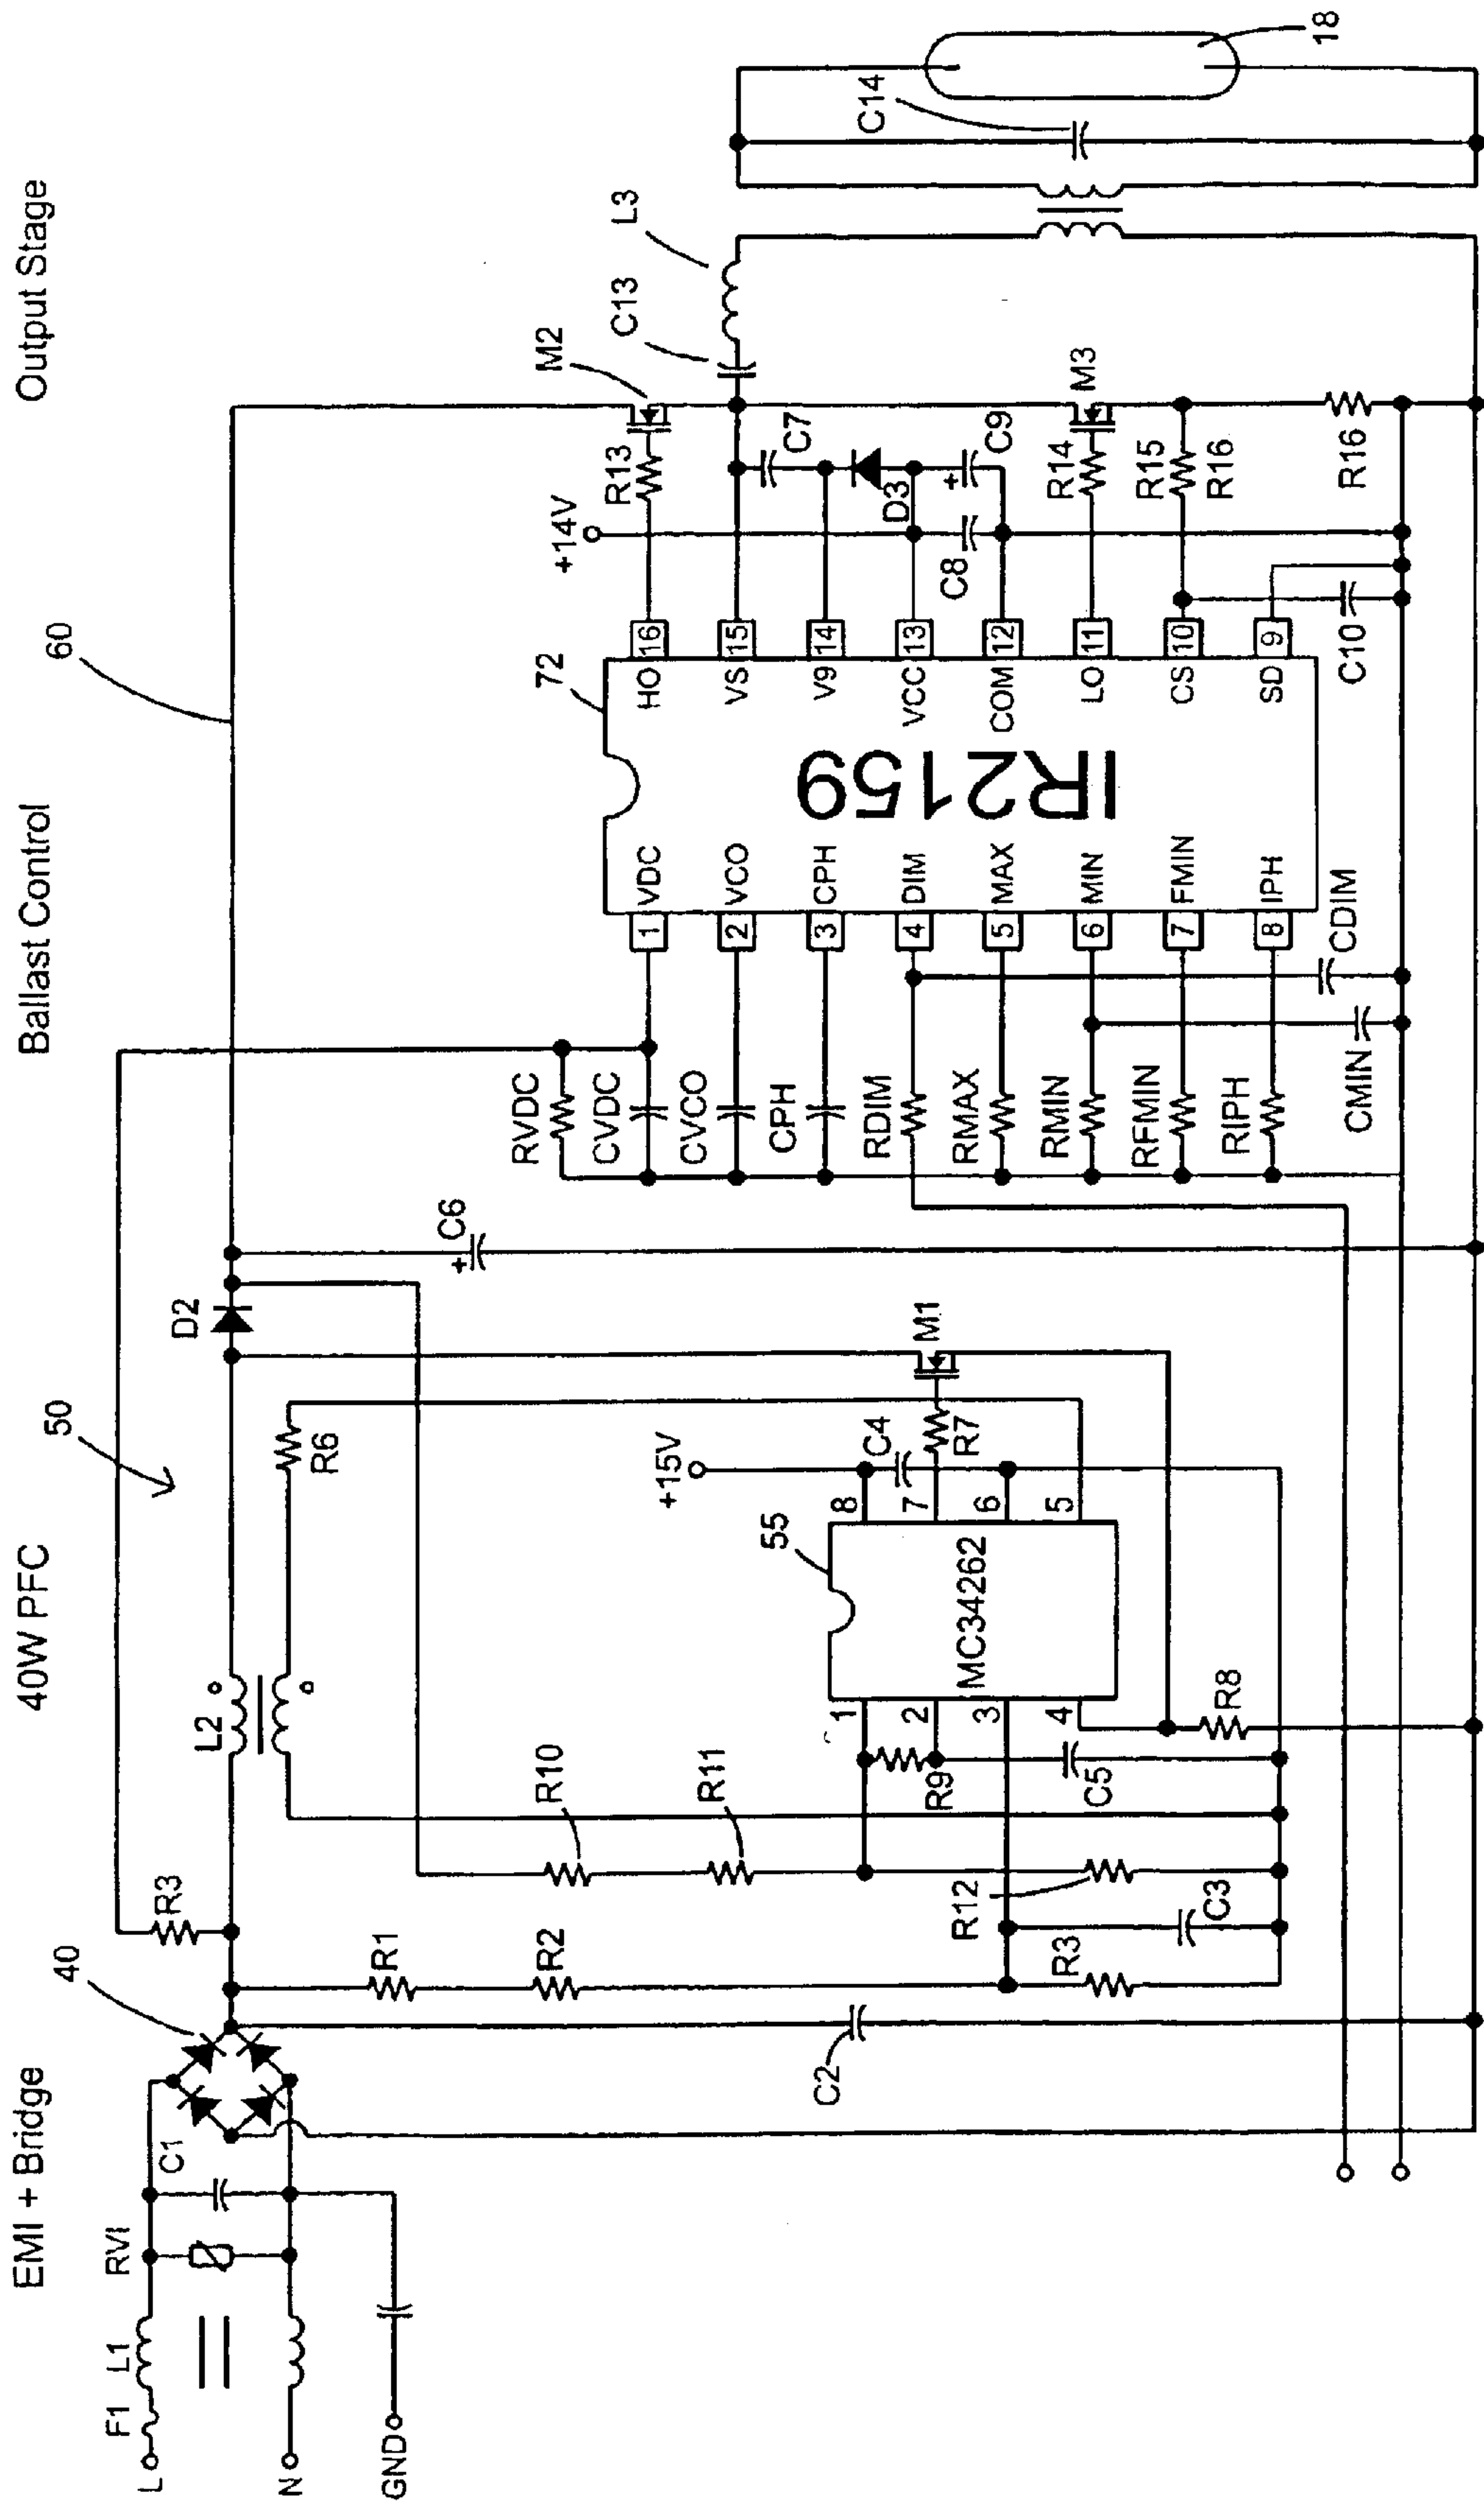 EMI + Bridge
40W PFC
Ballast Control
Output Stage
L
F1
L1
RVI
C1
N
GND
40
R3
L2
50
D2
60
R6
C6
R1
R2
C2
R10
R11
R12
R3
C3
R9
C5
R8
1
2
3
4
MC34262
55
8
7
6
5
+15V
C4
R7
M1
RVDC
CVDC
CVCO
CPH
RDIM
RMAX
RMIN
RFMIN
RIPH
CMIN
CDIM
1
2
3
4
5
6
7
8
VDC
VCO
CPH
DIM
MAX
MIN
FMIN
IPH
IR2159
72
HO
VS
V9
VCC
COM
LO
CS
SD
16
15
14
13
12
11
10
9
C10
+14V
R13
M2
C13
L3
C7
D3
+
C9
C8
R14
M3
R15
R16
R16
+
C14
18